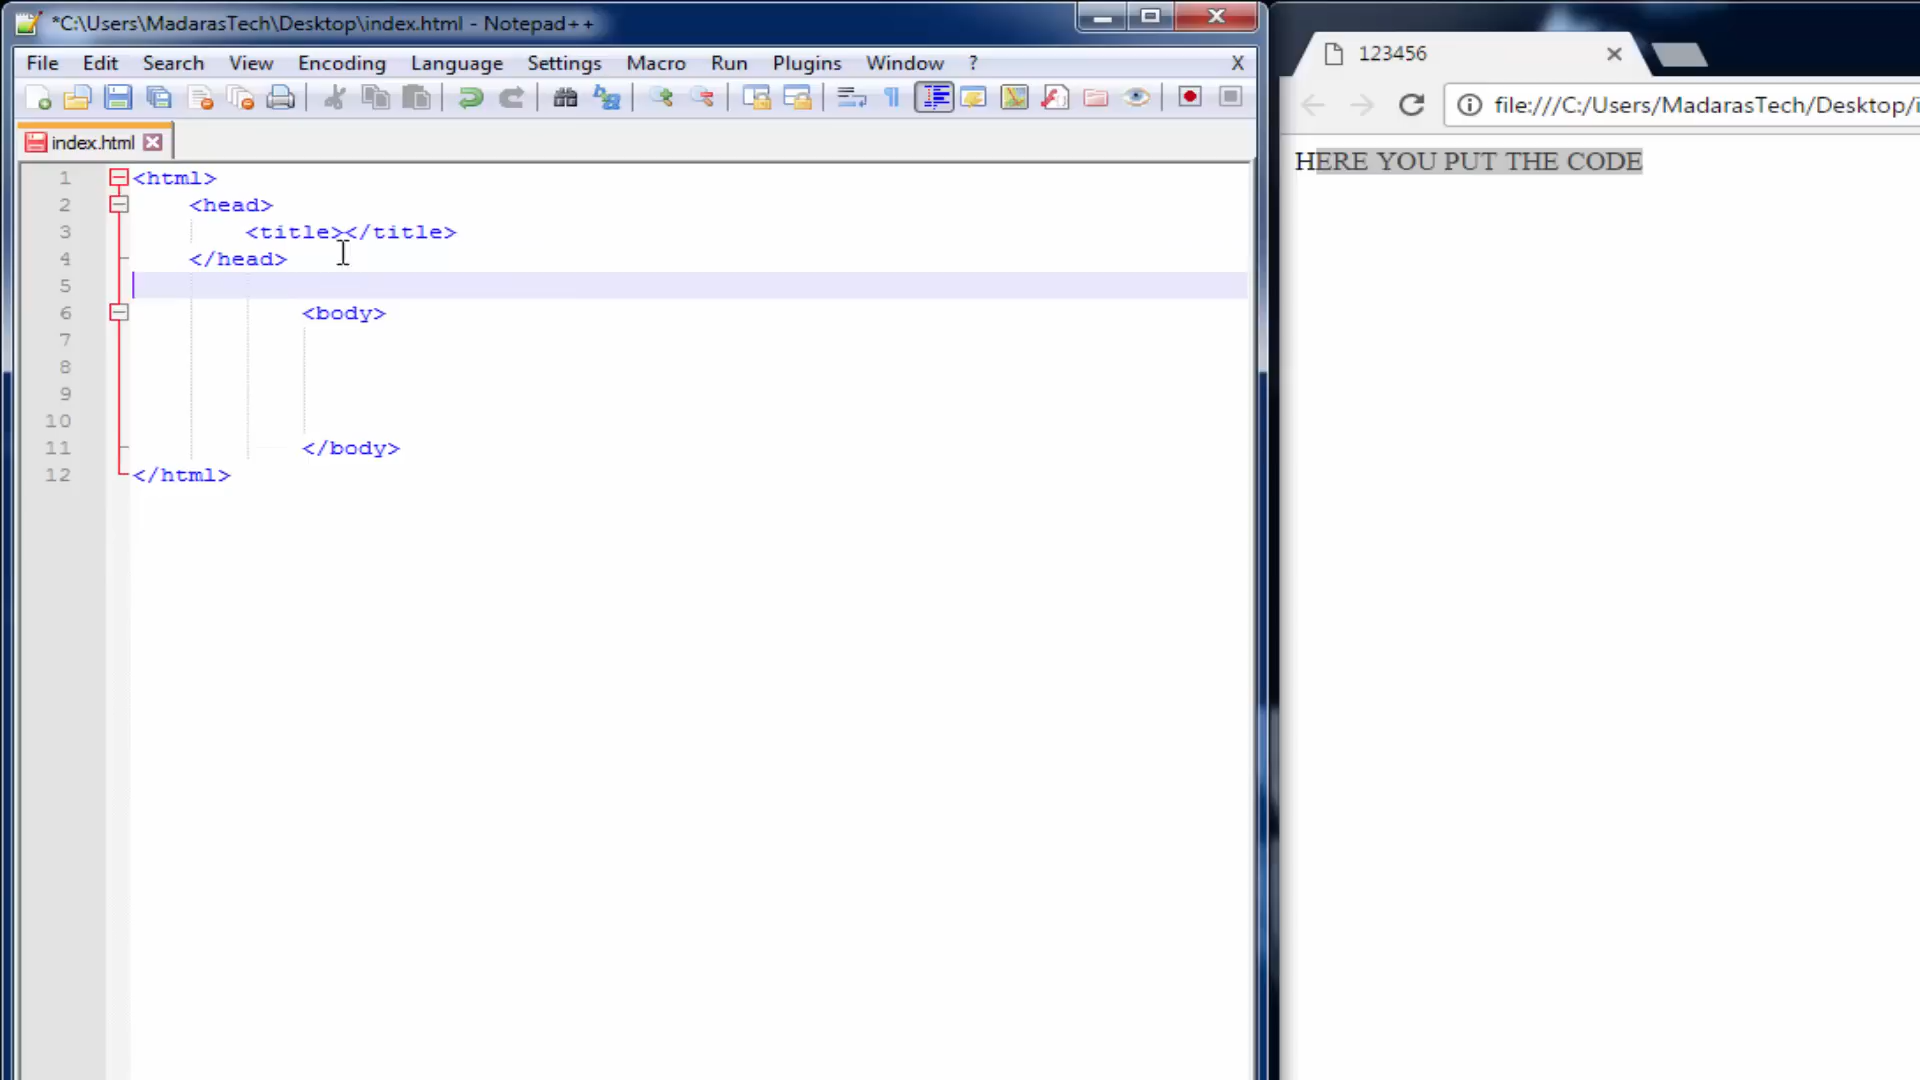 *C:\Users\MadarasTech\Desktop\index.html - Notepad++
File Edit Search View Encoding Language Settings Macro Run Plugins Window ? X
index.html
1 <html>
2 <head>
3 <title></title>
4 </head>
5
6 <body>
7
8
9
10
11 </body>
12 </html>
123456
file:///C:/Users/MadarasTech/Desktop/i
HERE YOU PUT THE CODE